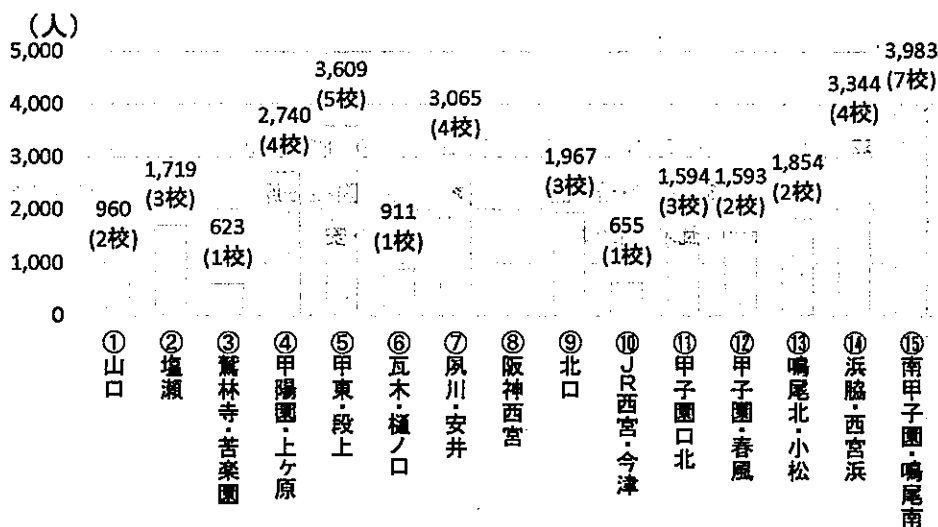 (人)
5,000
4,000
3,000
2,000
1,000
0
960
(2校)
1,719
(3校)
623
(1校)
2,740
(4校)
3,609
(5校)
911
(1校)
3,065
(4校)
1,967
(3校)
655
(1校)
1,594
(3校)
1,593
(2校)
1,854
(2校)
3,344
(4校)
3,983
(7校)
①山口
②塩瀬
③鷲林寺・苦楽園
④甲陽園・上ケ原
⑤甲東・段上
⑥瓦木・樋ノ口
⑦夙川・安井
⑧阪神西宮
⑨北口
⑩JR西宮・今津
⑪甲子園口北
⑫甲子園・春風
⑬鳴尾北・小松
⑭浜脇・西宮浜
⑮南甲子園・鳴尾南